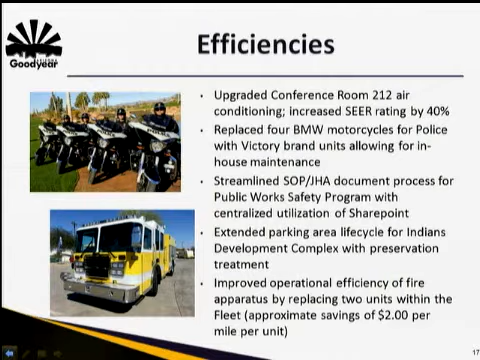 Efficiencies
ARIZONA
Goodyear
• Upgraded Conference Room 212 air
conditioning; increased SEER rating by 40%
• Replaced four BMW motorcycles for Police
with Victory brand units allowing for in-
house maintenance
• Streamlined SOP/JHA document process for
Public Works Safety Program with
centralized utilization of Sharepoint
• Extended parking area lifecycle for Indians
Development Complex with preservation
treatment
• Improved operational efficiency of fire
apparatus by replacing two units within the
Fleet (approximate savings of $2.00 per
mile per unit)
17